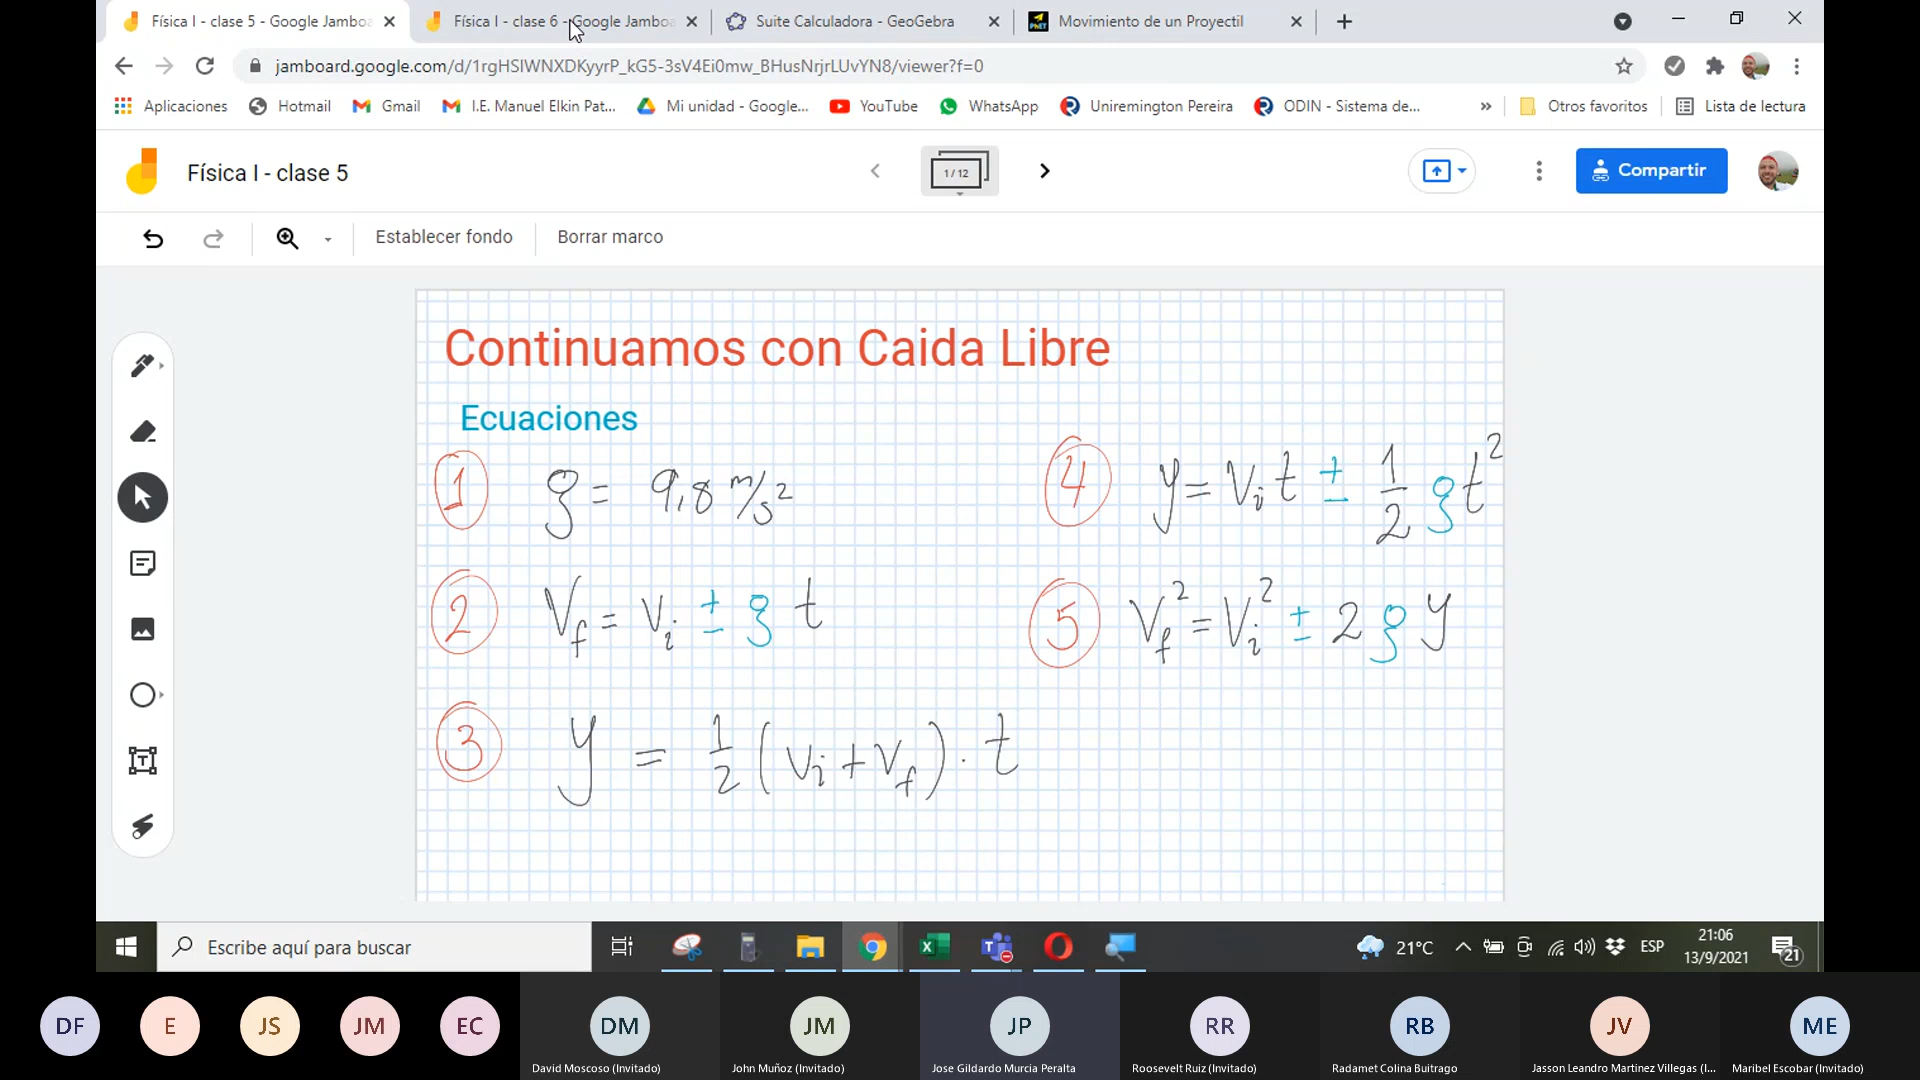 Física I - clase 5 - Google Jamboa
Física I - clase 6 - Google Jamboa
Suite Calculadora - GeoGebra
Movimiento de un Proyectil
jamboard.google.com/d/1rgHSIWNXDKyyrP_kG5-3sV4Ei0mw_BHusNrjrLUvYN8/viewer?f=0
Aplicaciones
Hotmail
Gmail
I.E. Manuel Elkin Pat...
Mi unidad - Google...
YouTube
WhatsApp
Uniremington Pereira
ODIN - Sistema de...
»
Otros favoritos
Lista de lectura
Física I - clase 5
1 / 12
Compartir
Establecer fondo
Borrar marco
Continuamos con Caida Libre
Ecuaciones
1 g = 9,8 m/s²
2 Vf = Vi ± g t
3 y = 1/2 (Vi + Vf) · t
4 y = Vi t ± 1/2 g t²
5 Vf² = Vi² ± 2 g y
Escribe aquí para buscar
21°C
ESP
21:06
13/9/2021
21
DF
E
JS
JM
EC
DM
David Moscoso (Invitado)
JM
John Muñoz (Invitado)
JP
Jose Gildardo Murcia Peralta
RR
Roosevelt Ruiz (Invitado)
RB
Radamet Colina Buitrago
JV
Jasson Leandro Martinez Villegas (I...
ME
Maribel Escobar (Invitado)